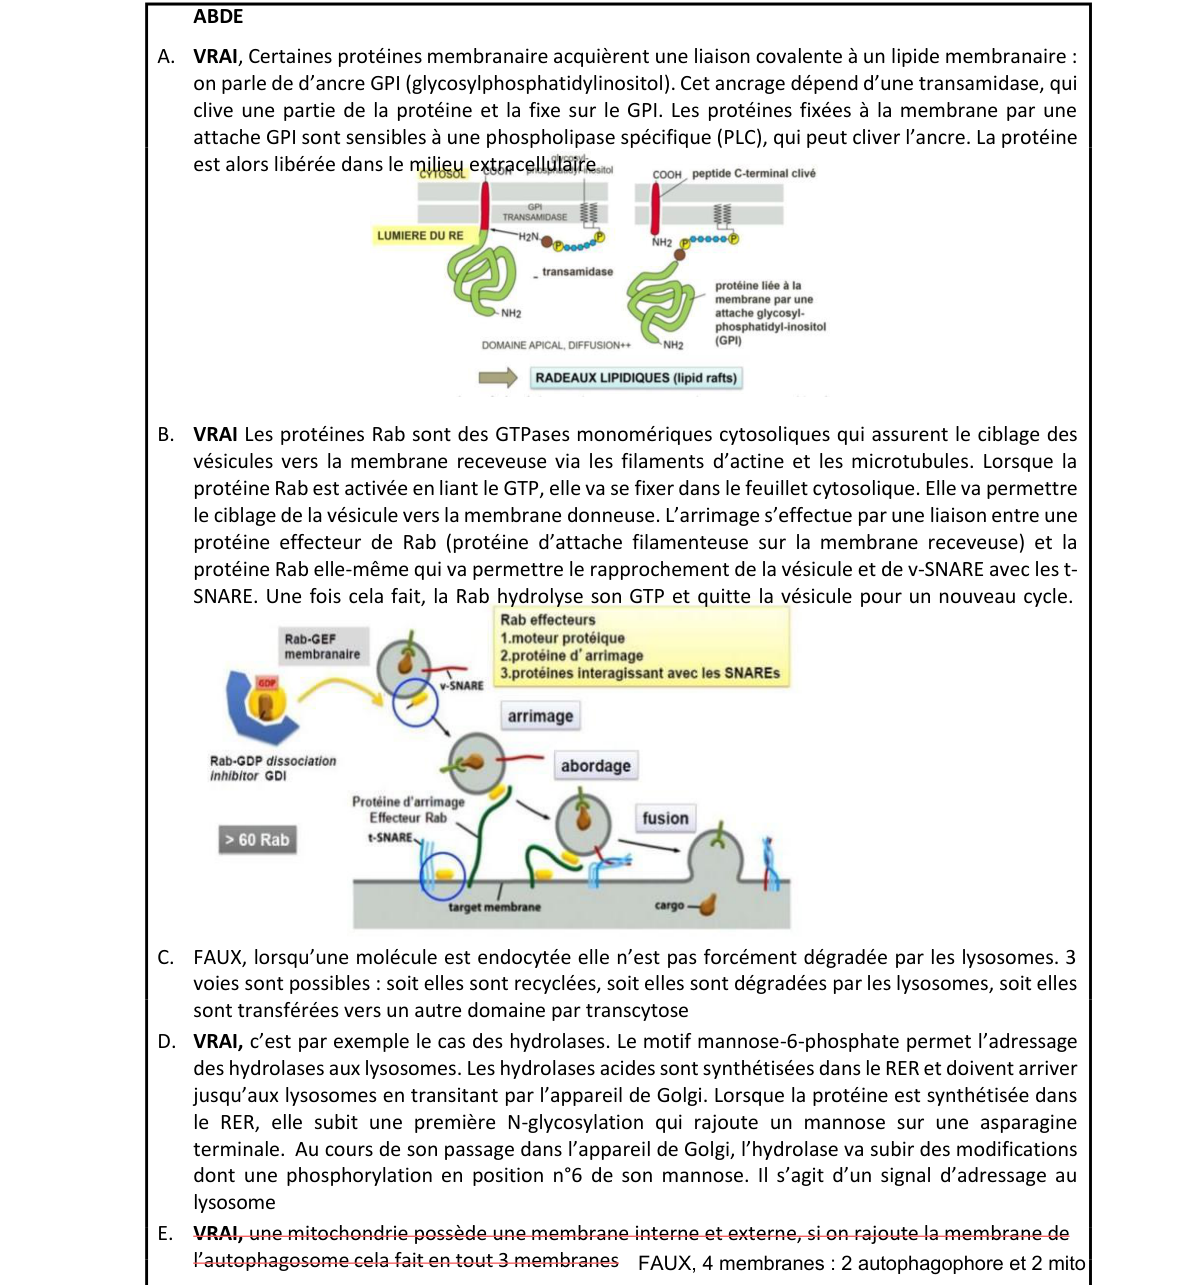 ABDE
A. VRAI, Certaines protéines membranaire acquièrent une liaison covalente à un lipide membranaire :
on parle de d’ancre GPI (glycosylphosphatidylinositol). Cet ancrage dépend d’une transamidase, qui
clive une partie de la protéine et la fixe sur le GPI. Les protéines fixées à la membrane par une
attache GPI sont sensibles à une phospholipase spécifique (PLC), qui peut cliver l’ancre. La protéine
est alors libérée dans le milieu extracellulaire.
glycosyl-
CYTOSOL COOH phosphatidyl-inositol
COOH peptide C-terminal clivé
GPI
TRANSAMIDASE
LUMIERE DU RE
H2N
P P
NH2 P P
- transamidase
NH2
protéine liée à la
membrane par une
attache glycosyl-
phosphatidyl-inositol
(GPI)
DOMAINE APICAL, DIFFUSION++
NH2
RADEAUX LIPIDIQUES (lipid rafts)
B. VRAI Les protéines Rab sont des GTPases monomériques cytosoliques qui assurent le ciblage des
vésicules vers la membrane receveuse via les filaments d’actine et les microtubules. Lorsque la
protéine Rab est activée en liant le GTP, elle va se fixer dans le feuillet cytosolique. Elle va permettre
le ciblage de la vésicule vers la membrane donneuse. L’arrimage s’effectue par une liaison entre une
protéine effecteur de Rab (protéine d’attache filamenteuse sur la membrane receveuse) et la
protéine Rab elle-même qui va permettre le rapprochement de la vésicule et de v-SNARE avec les t-
SNARE. Une fois cela fait, la Rab hydrolyse son GTP et quitte la vésicule pour un nouveau cycle.
Rab effecteurs
1.moteur protéique
2.protéine d’ arrimage
3.protéines interagissant avec les SNAREs
Rab-GEF
membranaire
GDP
v-SNARE
arrimage
Rab-GDP dissociation
inhibitor GDI
abordage
Protéine d’arrimage
Effecteur Rab
fusion
t-SNARE
> 60 Rab
target membrane
cargo
C. FAUX, lorsqu’une molécule est endocytée elle n’est pas forcément dégradée par les lysosomes. 3
voies sont possibles : soit elles sont recyclées, soit elles sont dégradées par les lysosomes, soit elles
sont transférées vers un autre domaine par transcytose
D. VRAI, c’est par exemple le cas des hydrolases. Le motif mannose-6-phosphate permet l’adressage
des hydrolases aux lysosomes. Les hydrolases acides sont synthétisées dans le RER et doivent arriver
jusqu’aux lysosomes en transitant par l’appareil de Golgi. Lorsque la protéine est synthétisée dans
le RER, elle subit une première N-glycosylation qui rajoute un mannose sur une asparagine
terminale. Au cours de son passage dans l’appareil de Golgi, l’hydrolase va subir des modifications
dont une phosphorylation en position n°6 de son mannose. Il s’agit d’un signal d’adressage au
lysosome
E. VRAI, une mitochondrie possède une membrane interne et externe, si on rajoute la membrane de
l’autophagosome cela fait en tout 3 membranes FAUX, 4 membranes : 2 autophagophore et 2 mito